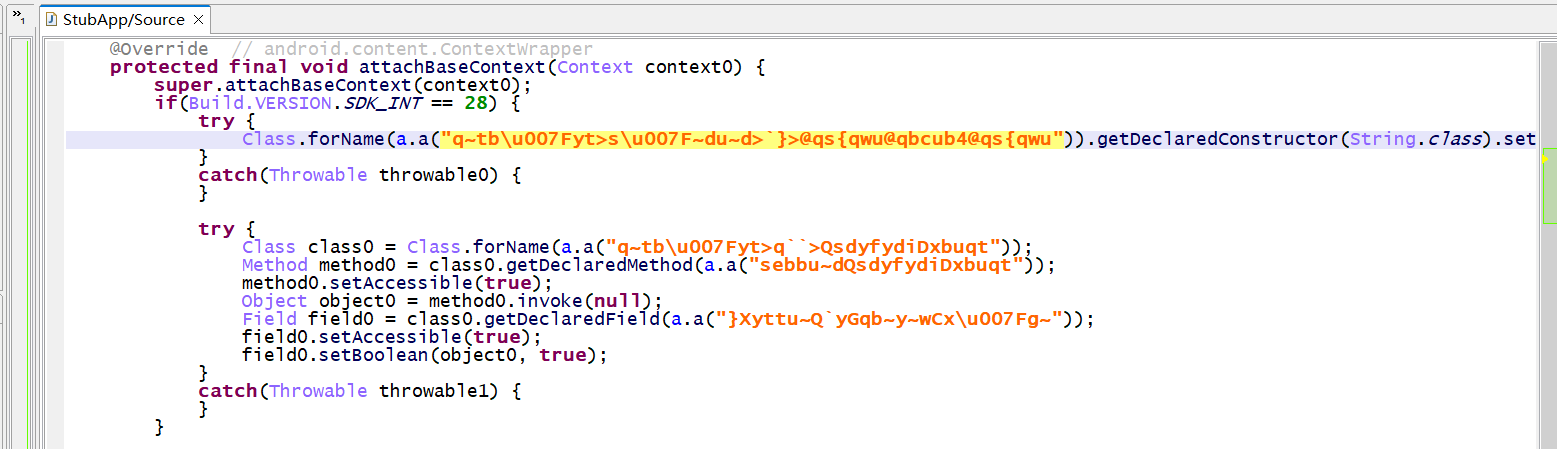 »1
StubApp/Source
@Override  // android.content.ContextWrapper
protected final void attachBaseContext(Context context0) {
super.attachBaseContext(context0);
if(Build.VERSION.SDK_INT == 28) {
try {
Class.forName(a.a("q~tb\u007Fyt>s\u007F~du~d>`}>@qs{qwu@qbcub4@qs{qwu")).getDeclaredConstructor(String.class).set
}
catch(Throwable throwable0) {
}
try {
Class class0 = Class.forName(a.a("q~tb\u007Fyt>q``>QsdyfydiDxbuqt"));
Method method0 = class0.getDeclaredMethod(a.a("sebbu~dQsdyfydiDxbuqt"));
method0.setAccessible(true);
Object object0 = method0.invoke(null);
Field field0 = class0.getDeclaredField(a.a("}Xyttu~Q`yGqb~y~wCx\u007Fg~"));
field0.setAccessible(true);
field0.setBoolean(object0, true);
}
catch(Throwable throwable1) {
}
}